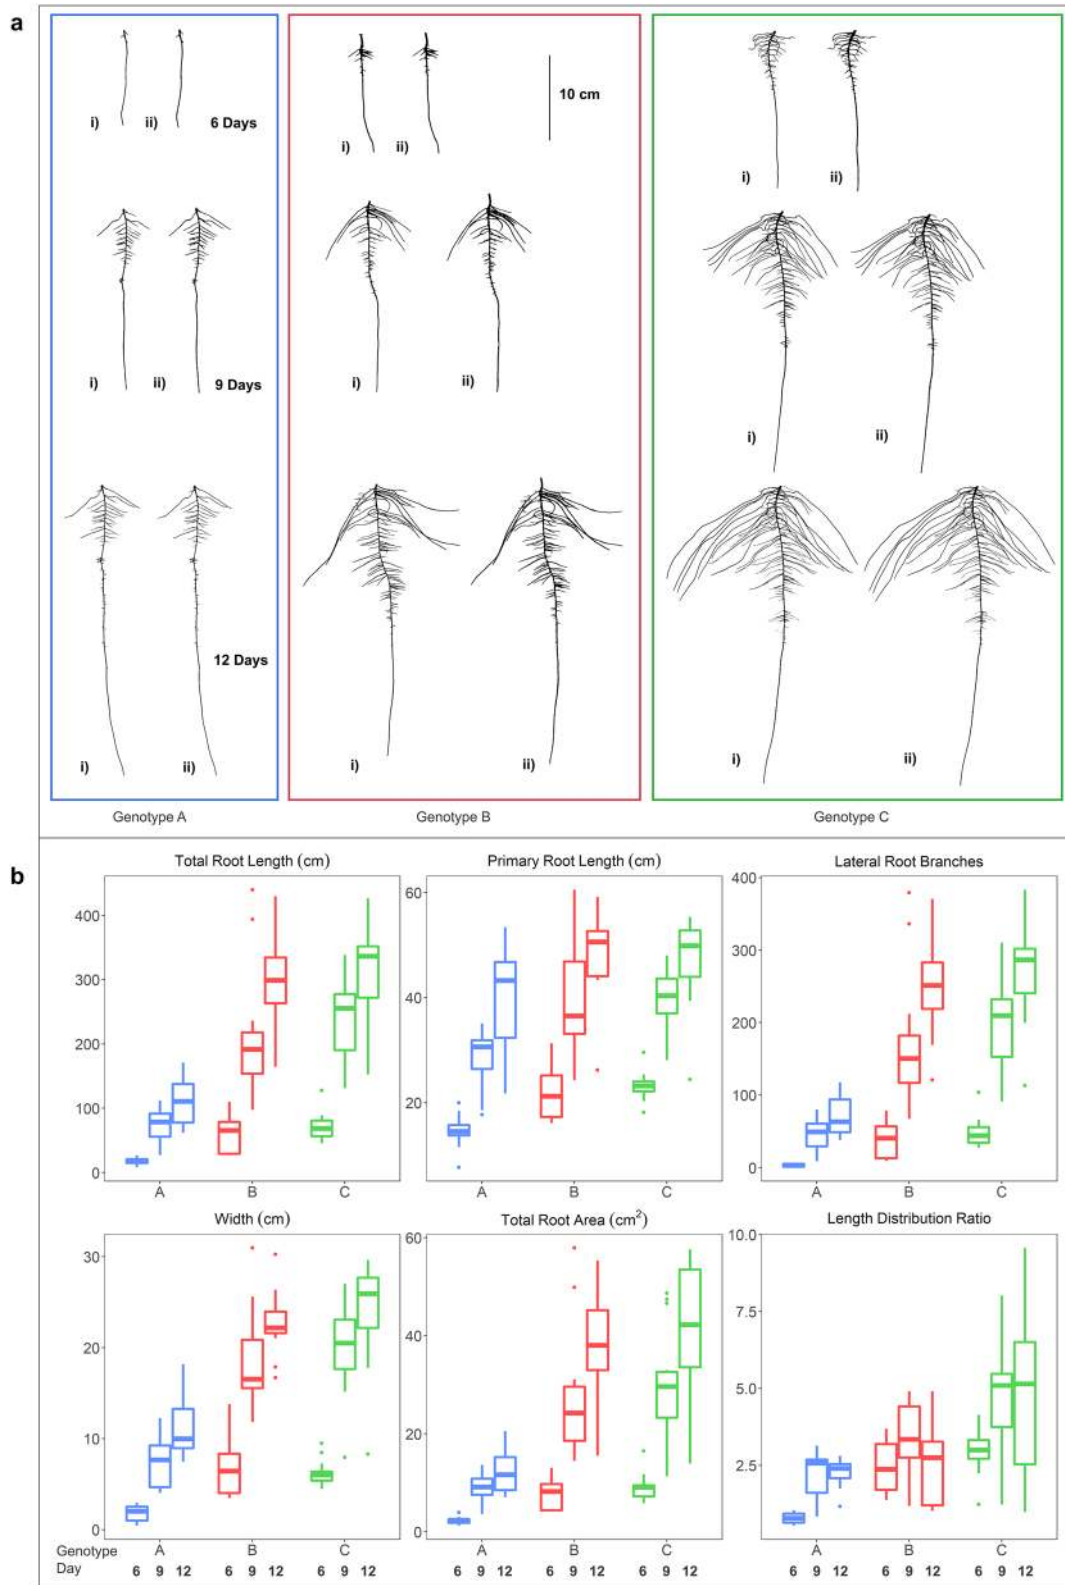 a
i) ii) 6 Days
i) ii)
10 cm
i) ii)
i) ii) 9 Days
i) ii)
i) ii)
12 Days
i) ii)
i) ii)
i) ii)
Genotype A Genotype B Genotype C
b
Total Root Length (cm) Primary Root Length (cm) Lateral Root Branches
400
300
200
100
0
A B C
60
40
20
A B C
400
300
200
100
0
A B C
Width (cm) Total Root Area (cm²) Length Distribution Ratio
30
20
10
0
60
40
20
0
10.0
7.5
5.0
2.5
Genotype A B C A B C A B C
Day 6 9 12 6 9 12 6 9 12 6 9 12 6 9 12 6 9 12 6 9 12 6 9 12 6 9 12